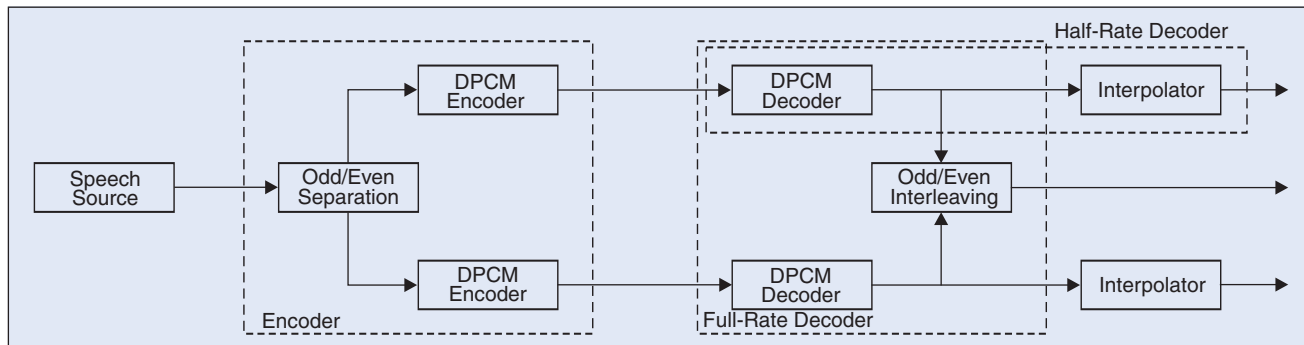 Half-Rate Decoder
DPCM
Encoder
DPCM
Decoder
Interpolator
Speech
Source
Odd/Even
Separation
Odd/Even
Interleaving
DPCM
Encoder
DPCM
Decoder
Interpolator
Encoder
Full-Rate Decoder